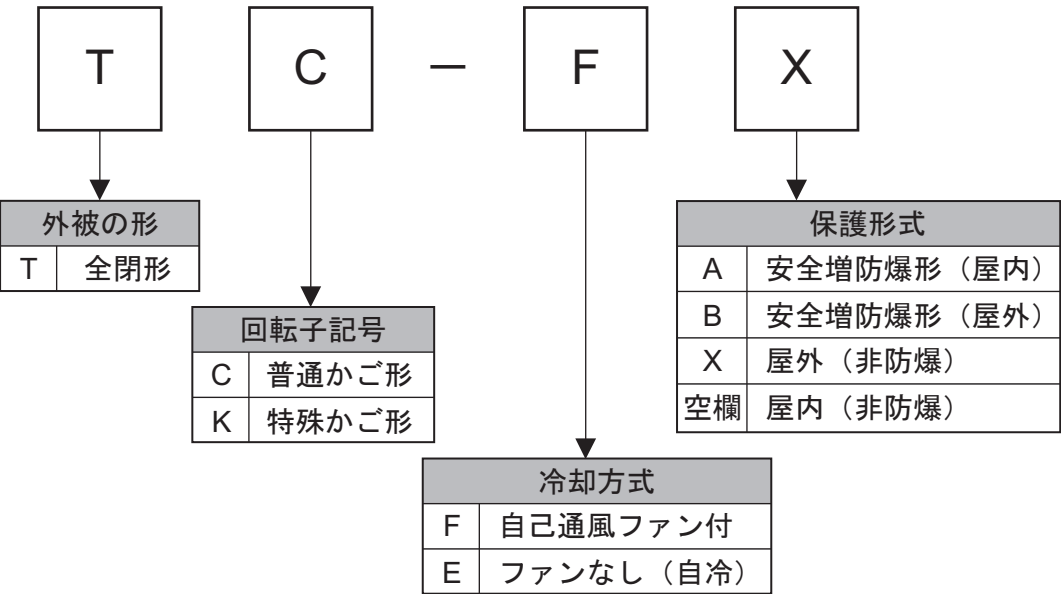 T C － F X
外被の形
T 全閉形
回転子記号
C 普通かご形
K 特殊かご形
冷却方式
F 自己通風ファン付
E ファンなし（自冷）
保護形式
A 安全増防爆形（屋内）
B 安全増防爆形（屋外）
X 屋外（非防爆）
空欄 屋内（非防爆）